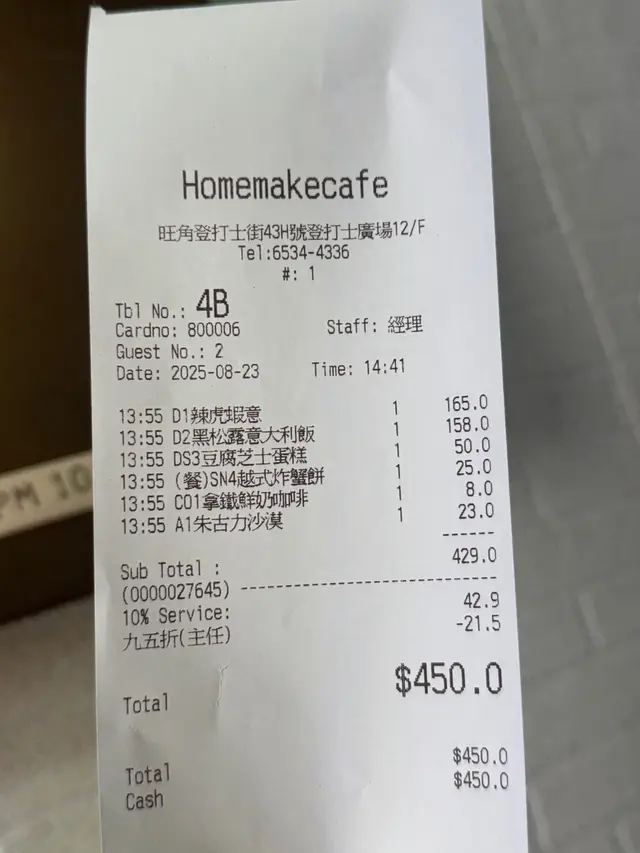 Homemakecafe
旺角登打士街43H號登打士廣場12/F
Tel:6534-4336
#: 1
Tbl No.: 4B
Cardno: 800006 Staff: 經理
Guest No.: 2
Date: 2025-08-23 Time: 14:41
13:55 D1辣虎蝦意 1 165.0
13:55 D2黑松露意大利飯 1 158.0
13:55 DS3豆腐芝士蛋糕 1 50.0
13:55 (餐)SN4越式炸蟹餅 1 25.0
13:55 CO1拿鐵鮮奶咖啡 1 8.0
13:55 A1朱古力沙漠 1 23.0
Sub Total : 429.0
(0000027645)
10% Service: 42.9
九五折(主任) -21.5
Total $450.0
Total $450.0
Cash $450.0
PM 10